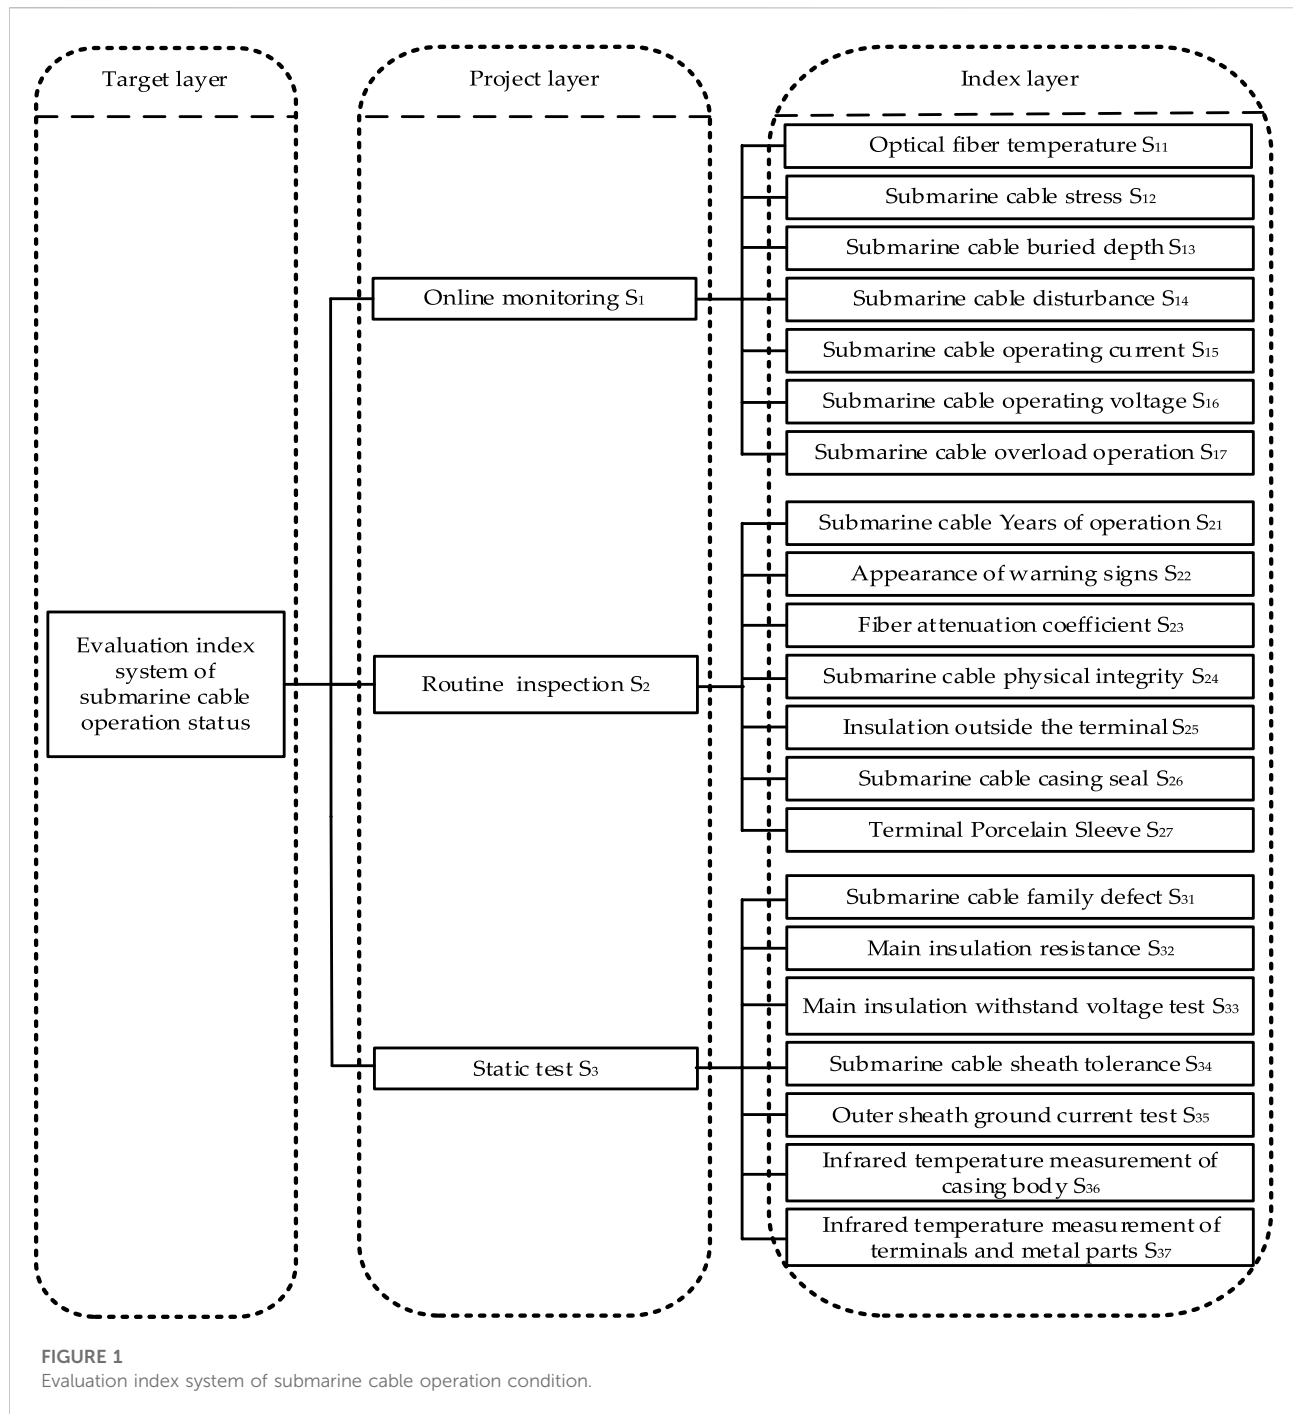 Target layer
Project layer
Index layer
Optical fiber temperature S11
Submarine cable stress S12
Submarine cable buried depth S13
Online monitoring S1
Submarine cable disturbance S14
Submarine cable operating current S15
Submarine cable operating voltage S16
Submarine cable overload operation S17
Submarine cable Years of operation S21
Appearance of warning signs S22
Fiber attenuation coefficient S23
Evaluation index
system of
submarine cable
operation status
Routine inspection S2
Submarine cable physical integrity S24
Insulation outside the terminal S25
Submarine cable casing seal S26
Terminal Porcelain Sleeve S27
Submarine cable family defect S31
Main insulation resistance S32
Main insulation withstand voltage test S33
Static test S3
Submarine cable sheath tolerance S34
Outer sheath ground current test S35
Infrared temperature measurement of
casing body S36
Infrared temperature measurement of
terminals and metal parts S37
FIGURE 1
Evaluation index system of submarine cable operation condition.